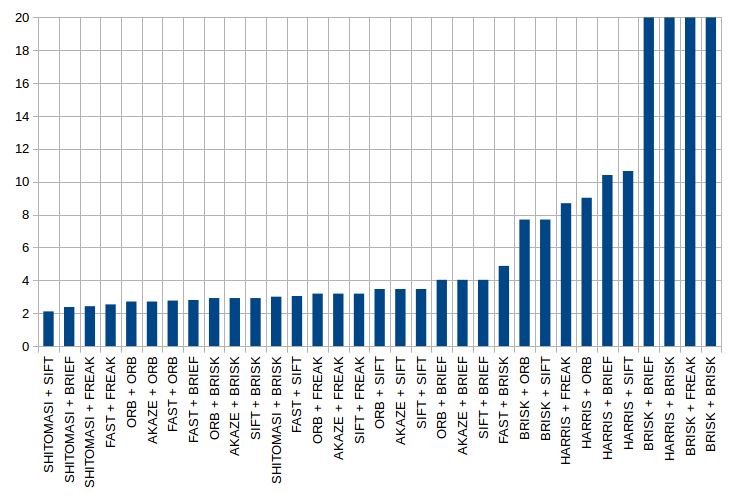 20
18
16
14
12
10
8
6
4
2
0
SHITOMASI + SIFT
SHITOMASI + BRIEF
SHITOMASI + FREAK
FAST + FREAK
ORB + ORB
AKAZE + ORB
FAST + ORB
FAST + BRIEF
ORB + BRISK
AKAZE + BRISK
SIFT + BRISK
SHITOMASI + BRISK
FAST + SIFT
ORB + FREAK
AKAZE + FREAK
SIFT + FREAK
ORB + SIFT
AKAZE + SIFT
SIFT + SIFT
ORB + BRIEF
AKAZE + BRIEF
SIFT + BRIEF
FAST + BRISK
BRISK + ORB
BRISK + SIFT
HARRIS + FREAK
HARRIS + ORB
HARRIS + BRIEF
HARRIS + SIFT
BRISK + BRIEF
HARRIS + BRISK
BRISK + FREAK
BRISK + BRISK